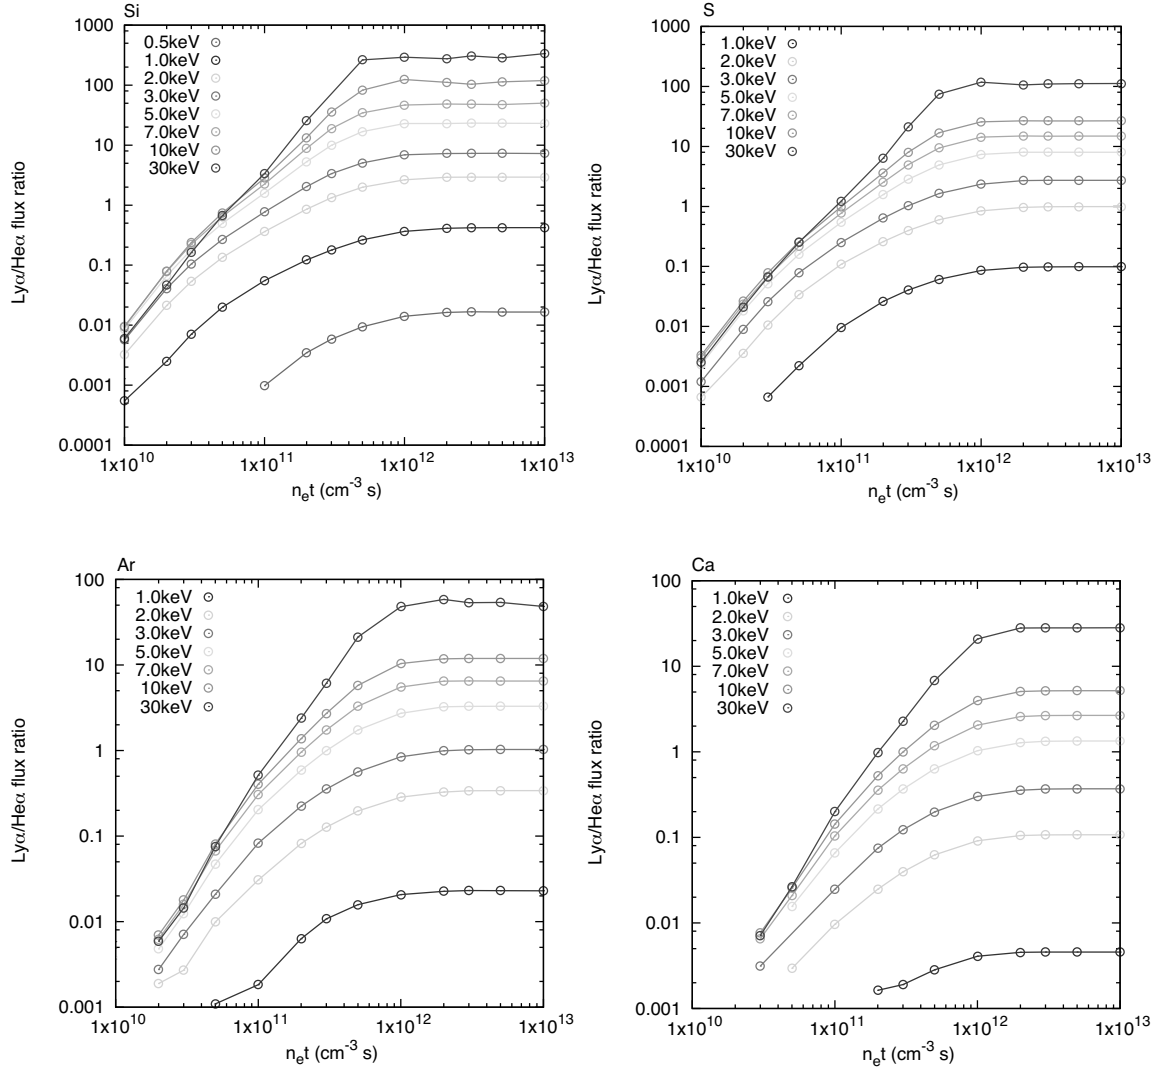 Si
1000
100
10
1
0.1
0.01
0.001
0.0001
Lyα/Heα flux ratio
0.5keV
1.0keV
2.0keV
3.0keV
5.0keV
7.0keV
10keV
30keV
1x10^10
1x10^11
1x10^12
1x10^13
n_e t (cm^-3 s)
S
1000
100
10
1
0.1
0.01
0.001
0.0001
Lyα/Heα flux ratio
1.0keV
2.0keV
3.0keV
5.0keV
7.0keV
10keV
30keV
1x10^10
1x10^11
1x10^12
1x10^13
n_e t (cm^-3 s)
Ar
100
10
1
0.1
0.01
0.001
Lyα/Heα flux ratio
1.0keV
2.0keV
3.0keV
5.0keV
7.0keV
10keV
30keV
1x10^10
1x10^11
1x10^12
1x10^13
n_e t (cm^-3 s)
Ca
100
10
1
0.1
0.01
0.001
Lyα/Heα flux ratio
1.0keV
2.0keV
3.0keV
5.0keV
7.0keV
10keV
30keV
1x10^10
1x10^11
1x10^12
1x10^13
n_e t (cm^-3 s)